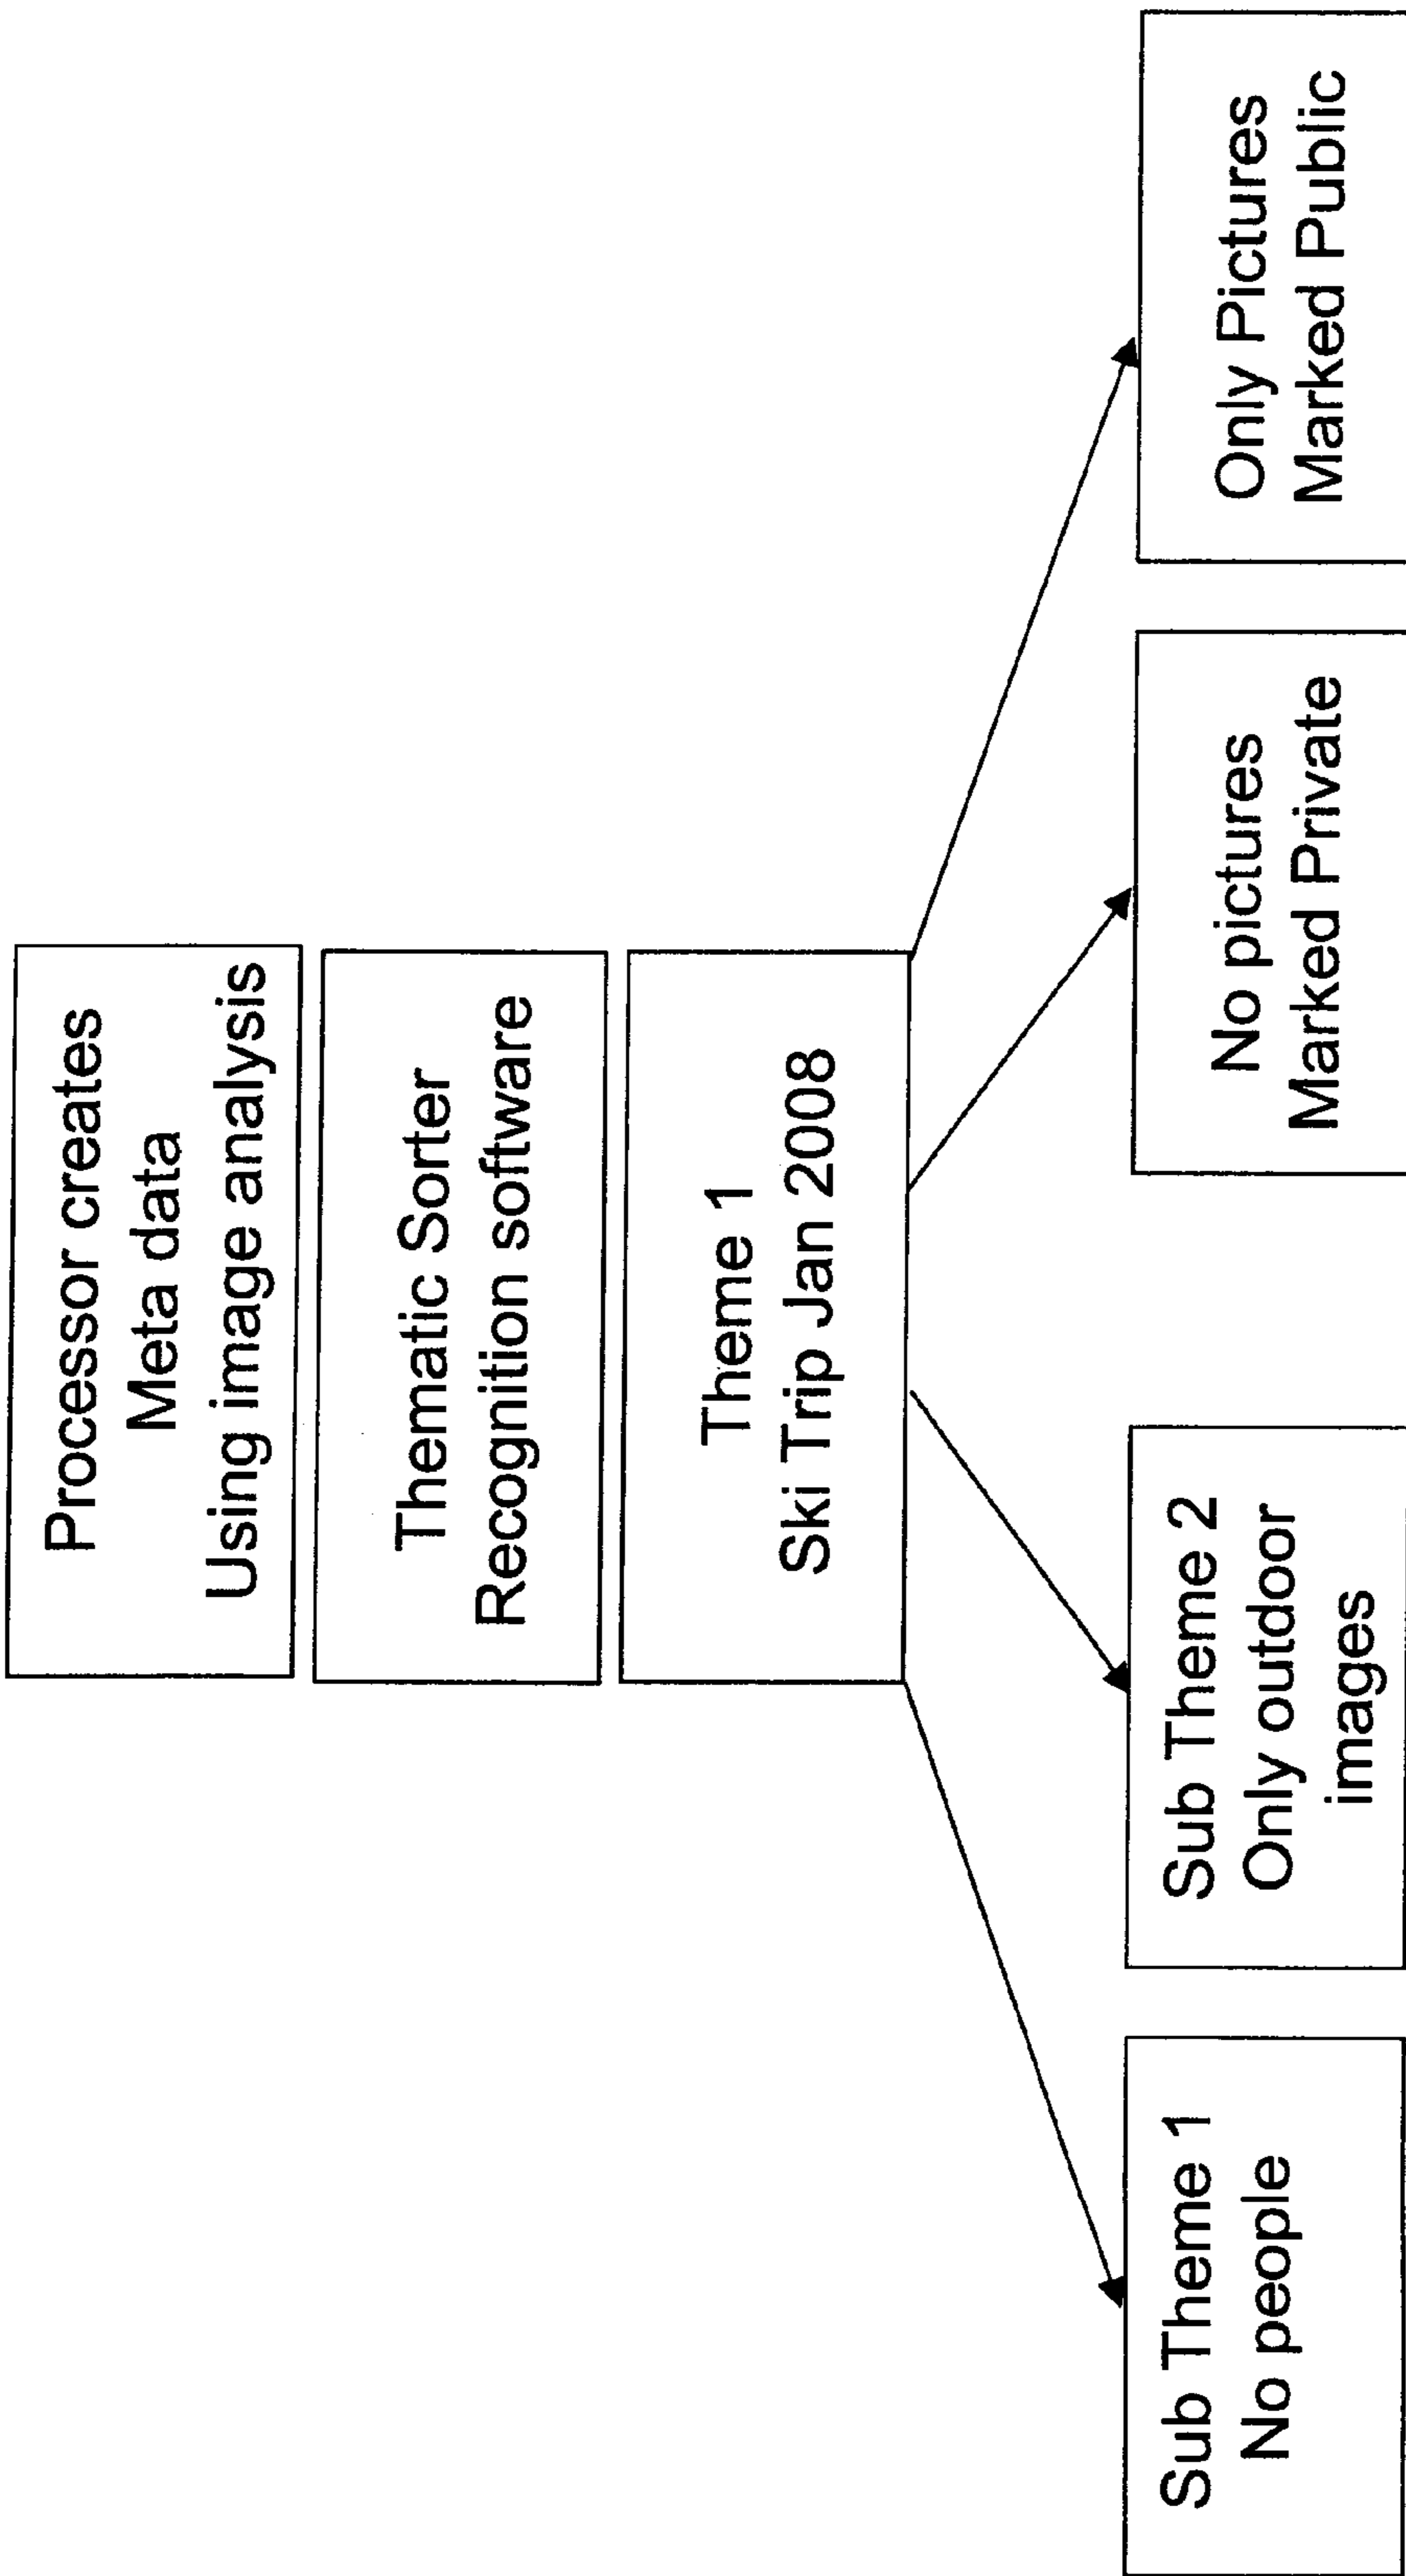 Processor creates
Meta data
Using image analysis
Thematic Sorter
Recognition software
Theme 1
Ski Trip Jan 2008
Sub Theme 1
No people
Sub Theme 2
Only outdoor
images
No pictures
Marked Private
Only Pictures
Marked Public